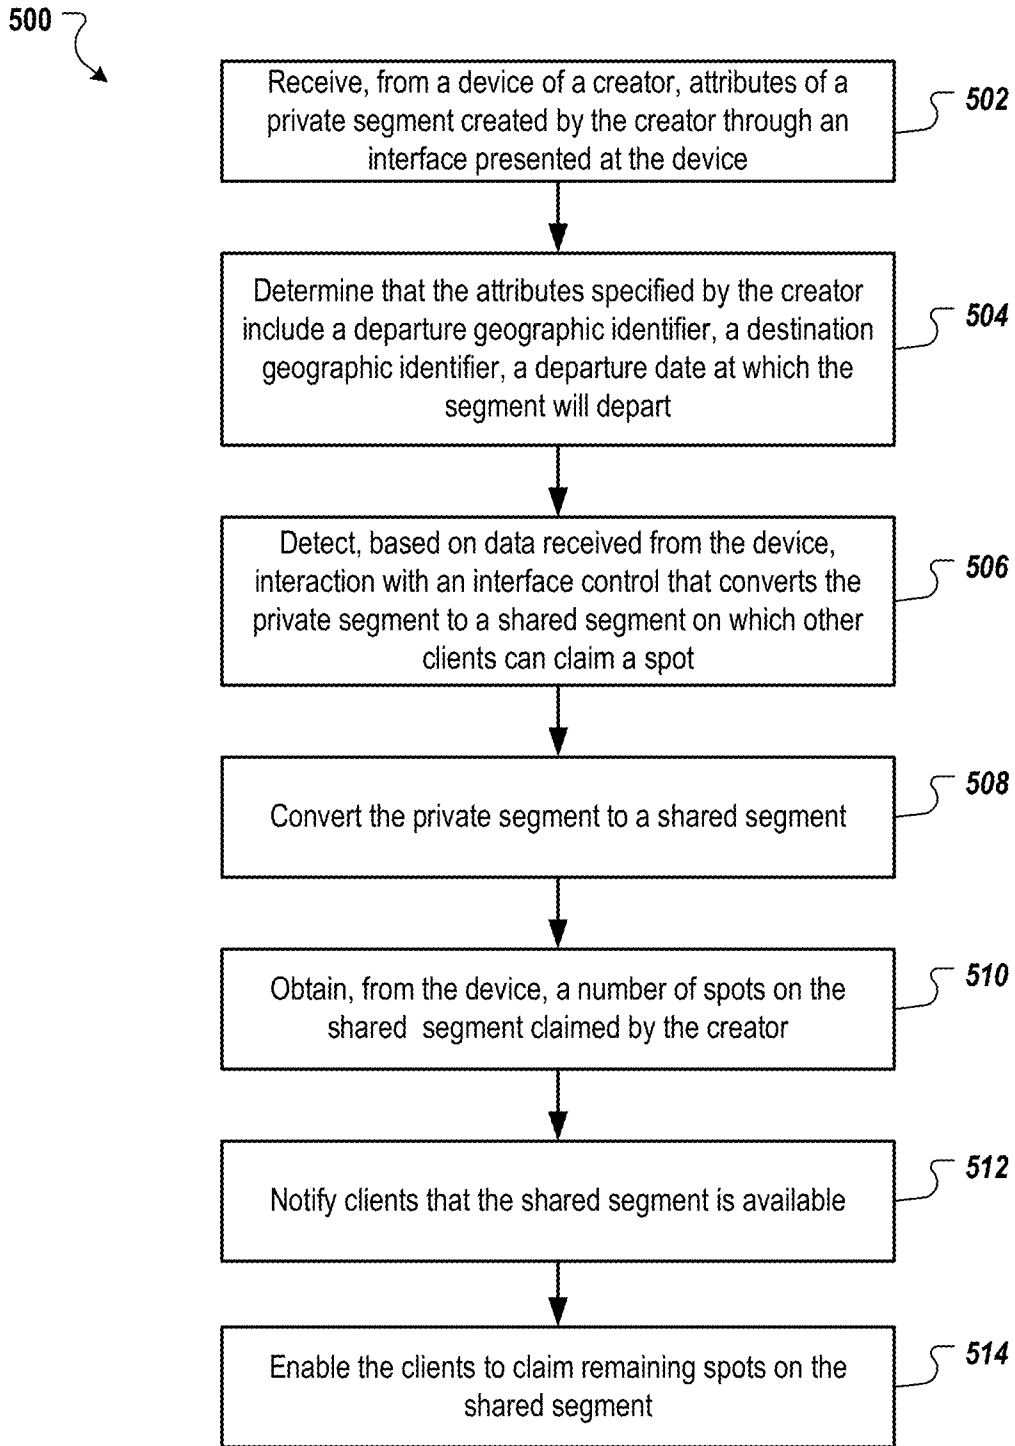 500
Receive, from a device of a creator, attributes of a
private segment created by the creator through an
interface presented at the device
502
Determine that the attributes specified by the creator
include a departure geographic identifier, a destination
geographic identifier, a departure date at which the
segment will depart
504
Detect, based on data received from the device,
interaction with an interface control that converts the
private segment to a shared segment on which other
clients can claim a spot
506
Convert the private segment to a shared segment
508
Obtain, from the device, a number of spots on the
shared segment claimed by the creator
510
Notify clients that the shared segment is available
512
Enable the clients to claim remaining spots on the
shared segment
514